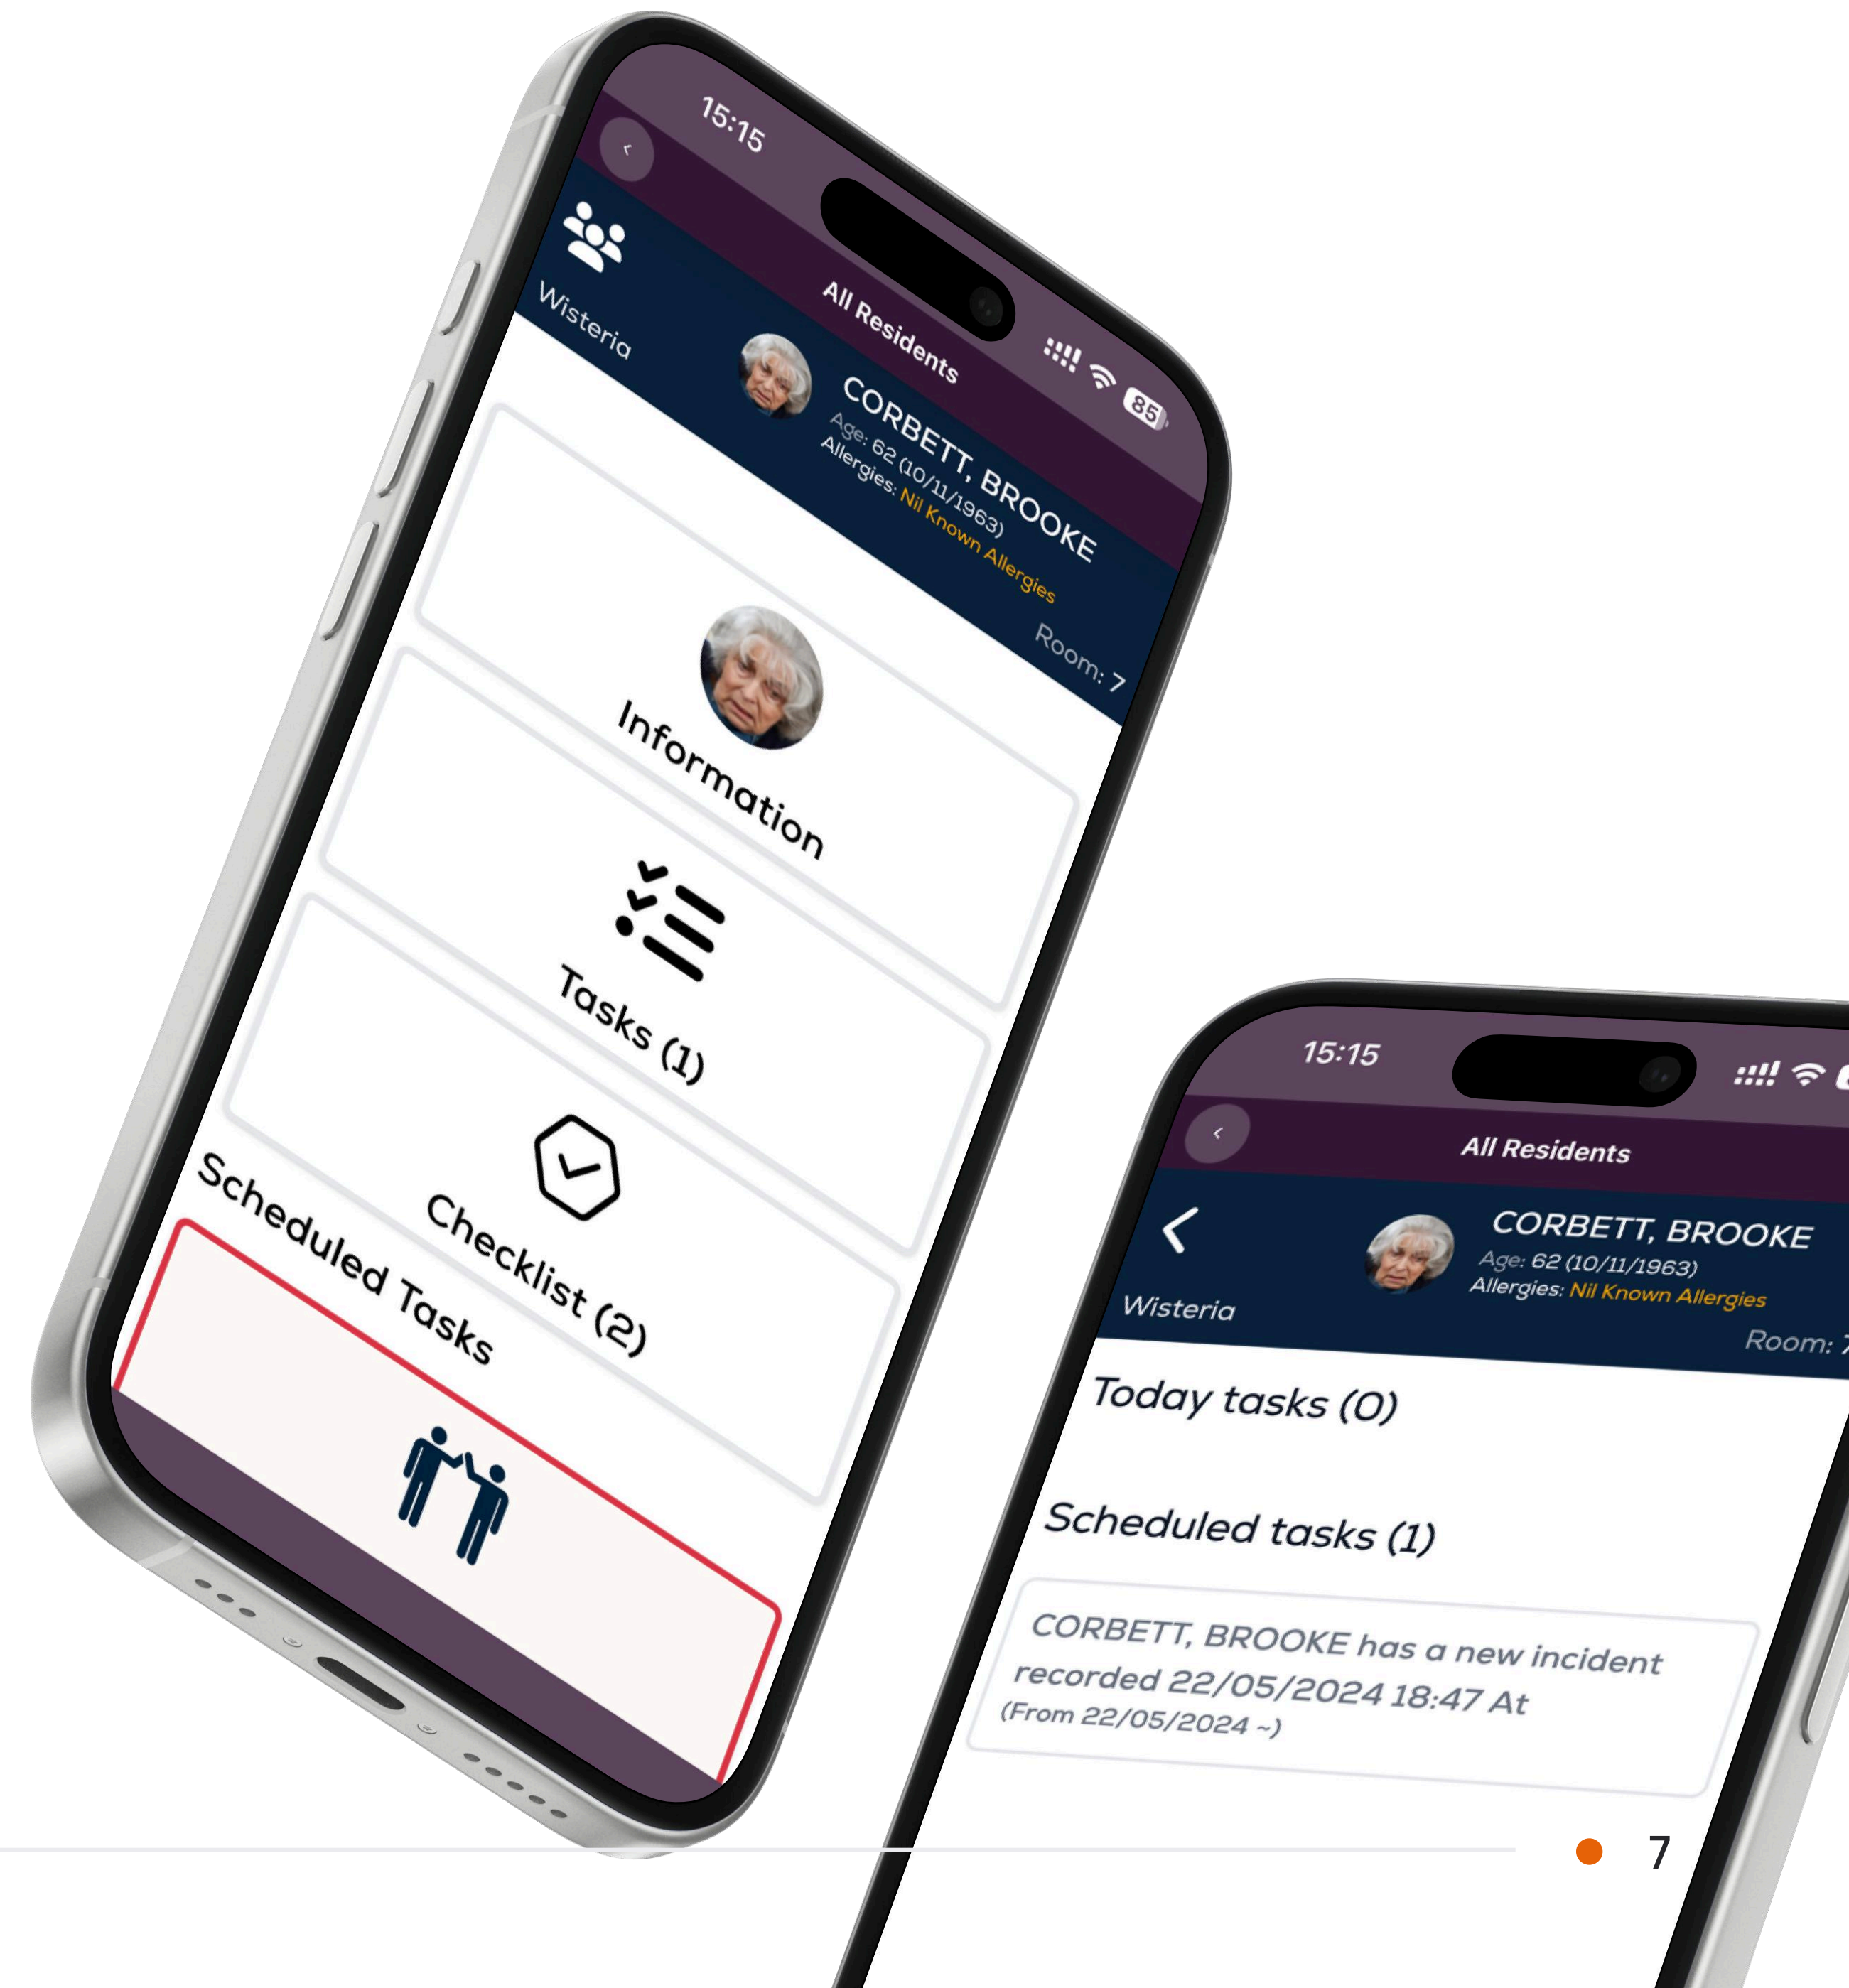 15:15
85
All Residents
Wisteria
CORBETT, BROOKE
Age: 62 (10/11/1963)
Allergies: Nil Known Allergies
Room: 7
Information
Tasks (1)
Checklist (2)
Scheduled Tasks
15:15
All Residents
CORBETT, BROOKE
Age: 62 (10/11/1963)
Allergies: Nil Known Allergies
Wisteria
Room: 7
Today tasks (0)
Scheduled tasks (1)
CORBETT, BROOKE has a new incident
recorded 22/05/2024 18:47 At
(From 22/05/2024 ~)
7